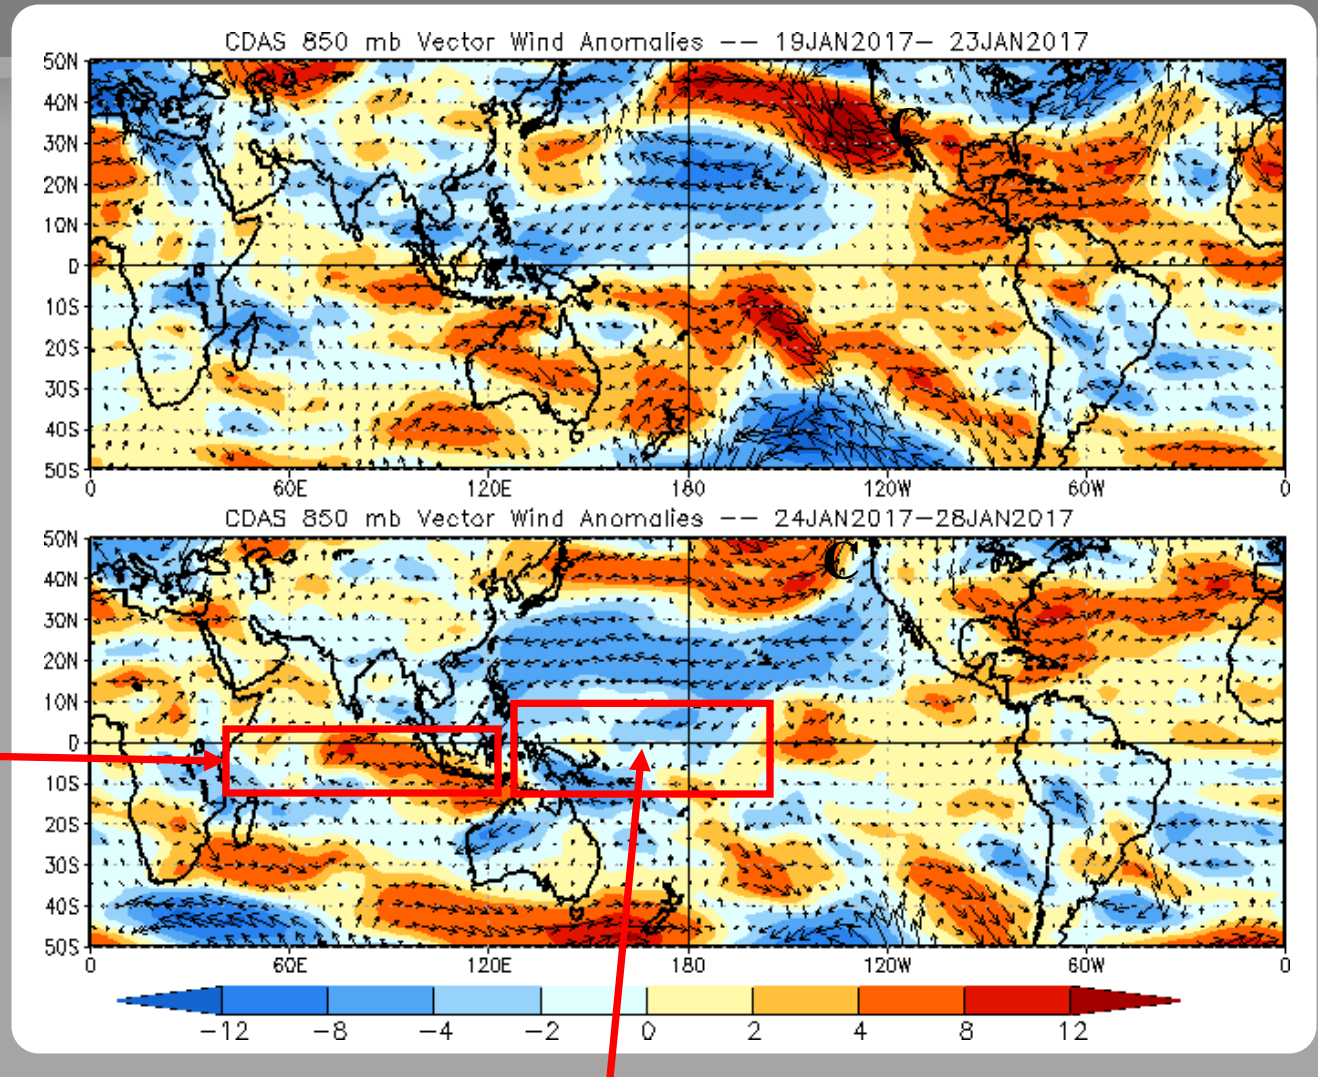 CDAS 850 mb Vector Wind Anomalies -- 19JAN2017- 23JAN2017
50N
40N
30N
20N
10N
0
10S
20S
30S
40S
50S
C
0 60E 120E 180 120W 60W 0
CDAS 850 mb Vector Wind Anomalies -- 24JAN2017-28JAN2017
50N
40N
30N
20N
10N
0
10S
20S
30S
40S
50S
C
0 60E 120E 180 120W 60W 0
-12 -8 -4 -2 0 2 4 8 12